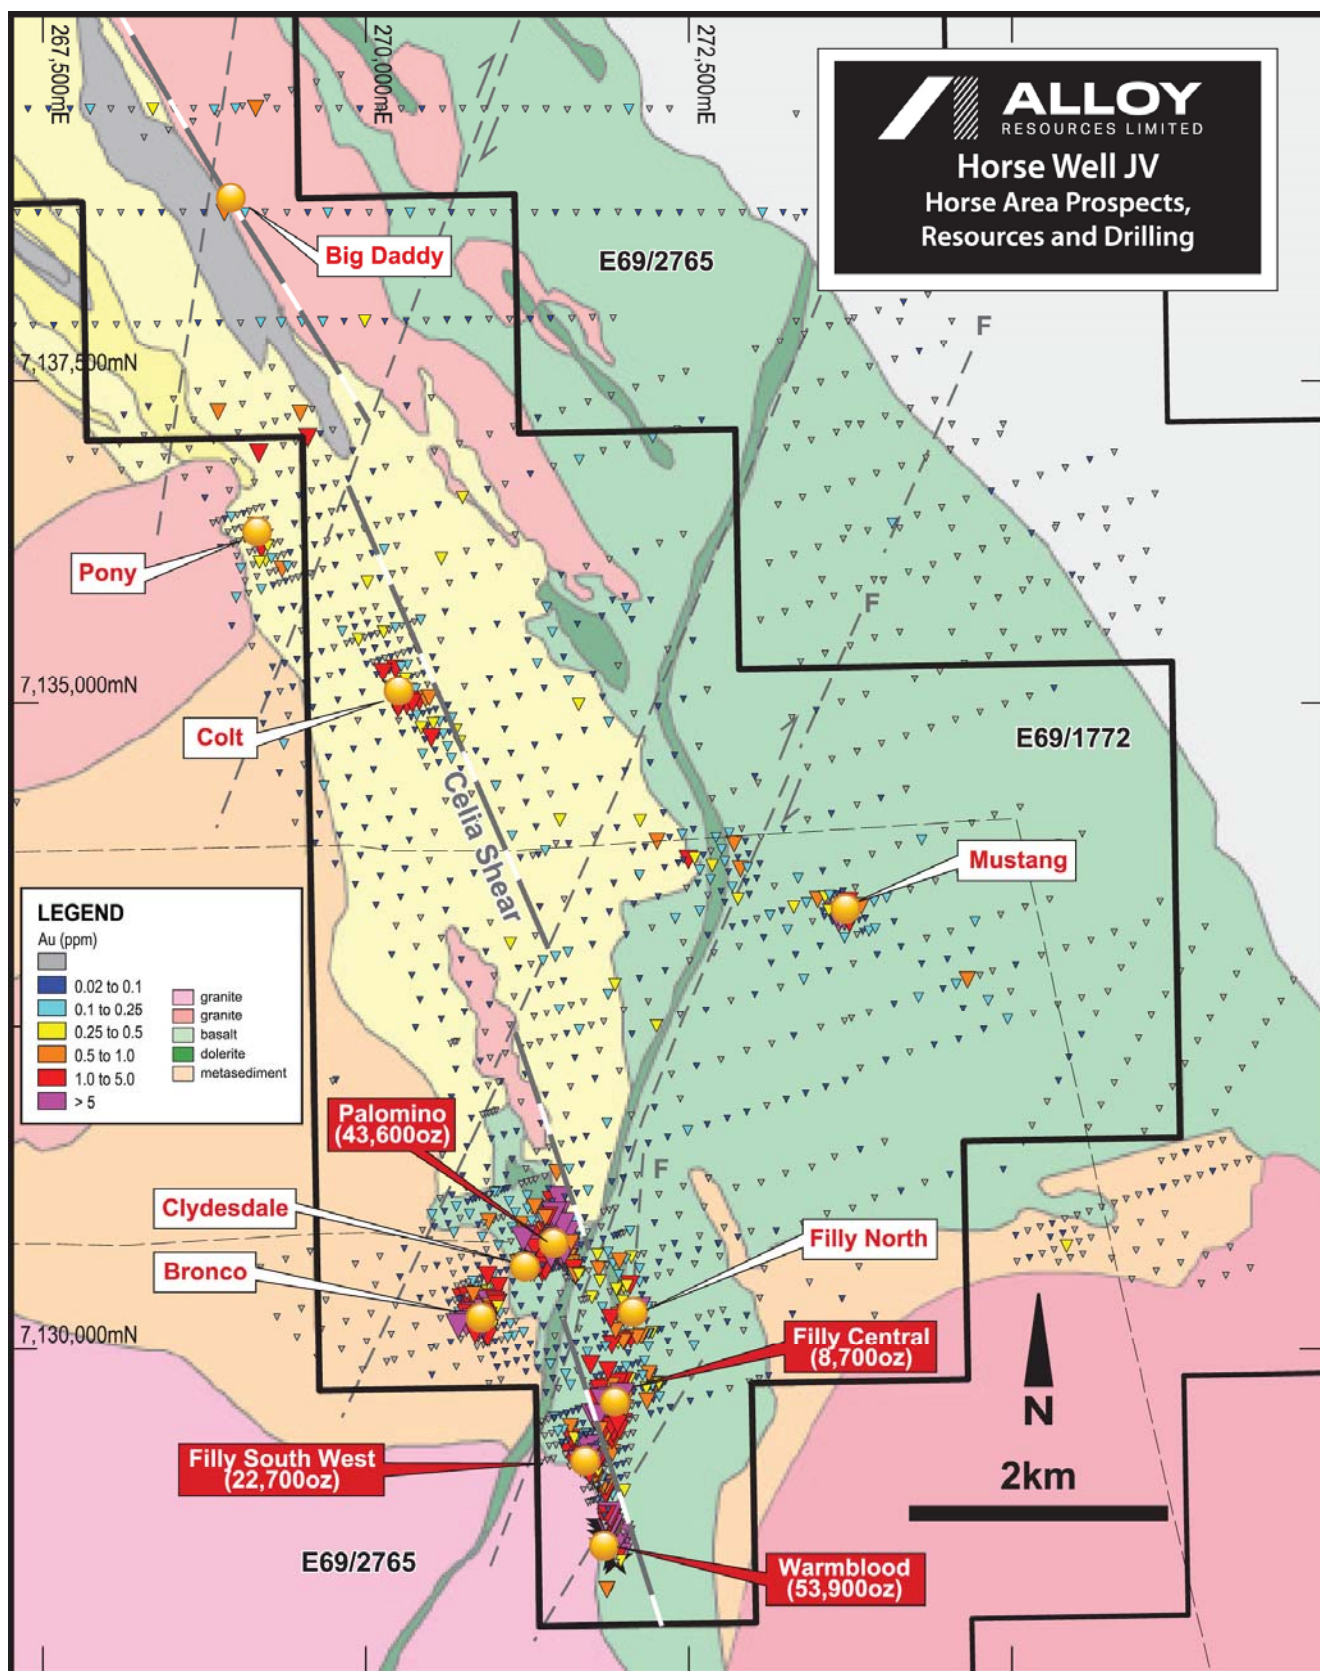 267,500mE
270,000mE
272,500mE
ALLOY
RESOURCES LIMITED
Horse Well JV
Horse Area Prospects,
Resources and Drilling
Big Daddy
E69/2765
F
7,137,500mN
Pony
F
7,135,000mN
Colt
E69/1772
Celia Shear
Mustang
LEGEND
Au (ppm)
0.02 to 0.1
0.1 to 0.25
0.25 to 0.5
0.5 to 1.0
1.0 to 5.0
> 5
granite
granite
basalt
dolerite
metasediment
Palomino
(43,600oz)
F
Clydesdale
Filly North
Bronco
7,130,000mN
Filly Central
(8,700oz)
N
Filly South West
(22,700oz)
2km
E69/2765
Warmblood
(53,900oz)